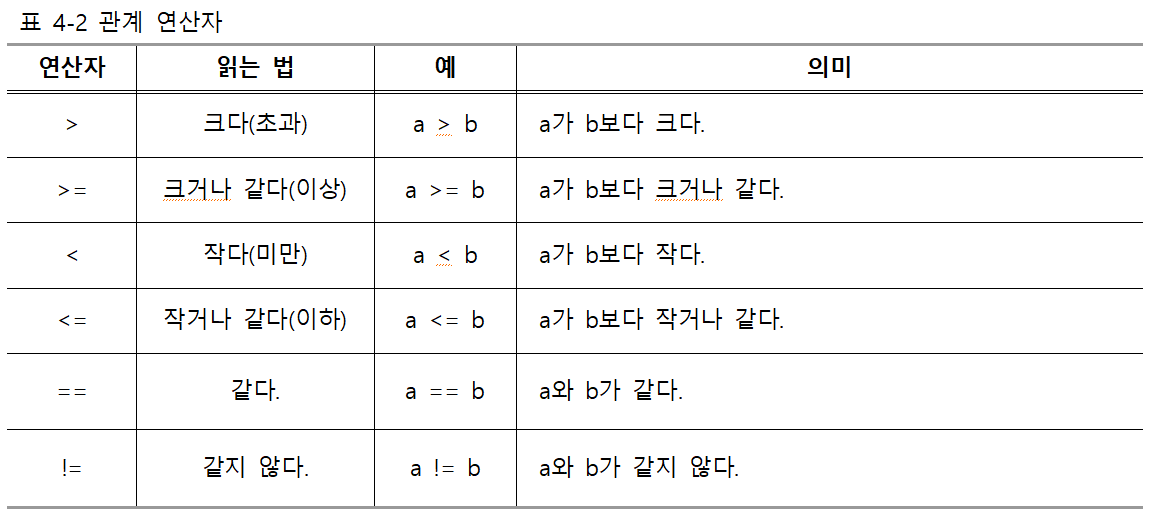 표 4-2 관계 연산자
연산자 읽는 법 예 의미
> 크다(초과) a > b a가 b보다 크다.
>= 크거나 같다(이상) a >= b a가 b보다 크거나 같다.
< 작다(미만) a < b a가 b보다 작다.
<= 작거나 같다(이하) a <= b a가 b보다 작거나 같다.
== 같다. a == b a와 b가 같다.
!= 같지 않다. a != b a와 b가 같지 않다.